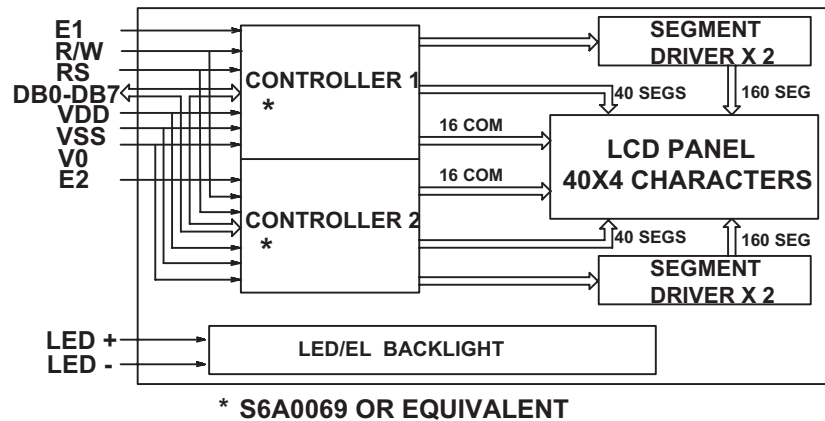 E1
R/W
RS
DB0-DB7
VDD
VSS
V0
E2
CONTROLLER 1
*
CONTROLLER 2
*
SEGMENT
DRIVER X 2
40 SEGS
160 SEG
16 COM
LCD PANEL
40X4 CHARACTERS
16 COM
40 SEGS
160 SEG
SEGMENT
DRIVER X 2
LED +
LED -
LED/EL BACKLIGHT
* S6A0069 OR EQUIVALENT